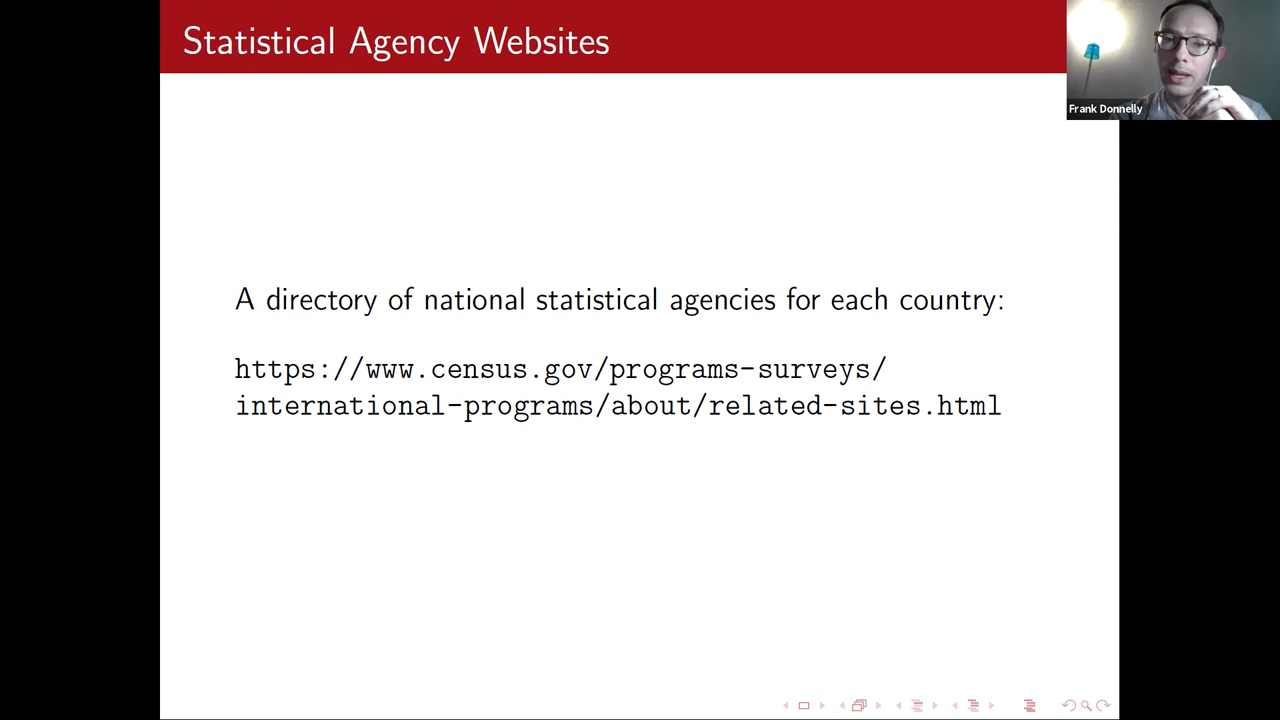 Statistical Agency Websites
Frank Donnelly
A directory of national statistical agencies for each country:
https://www.census.gov/programs-surveys/
international-programs/about/related-sites.html